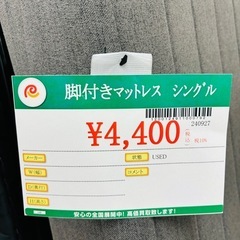 脚付きマットレス シングル
¥4,400
240927
メーカー
状態
USED
W(幅)
コメント
安心の全国展開中!高価買取致します!